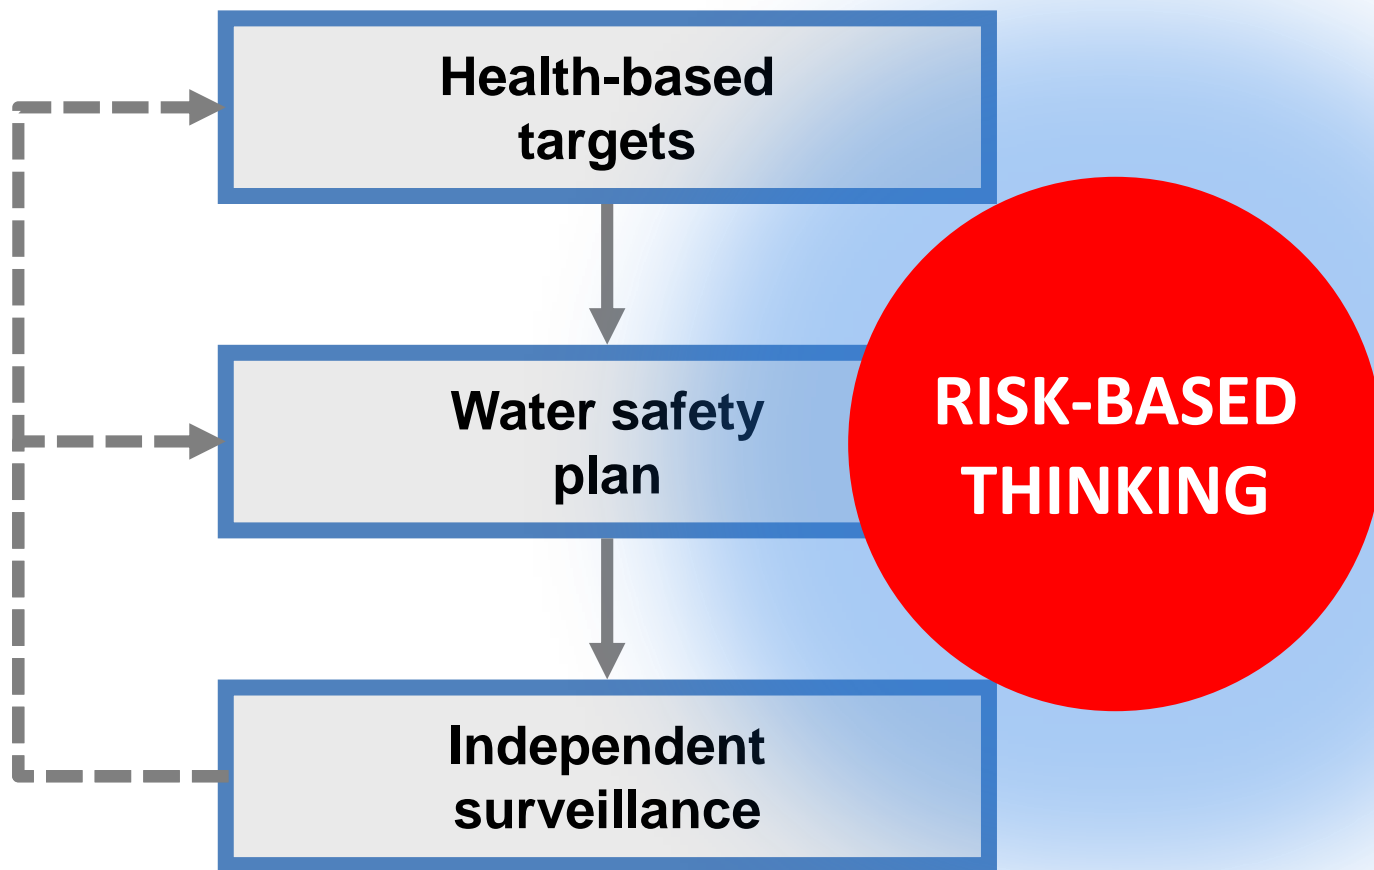 Health-based
targets
Water safety
plan
RISK-BASED
THINKING
Independent
surveillance